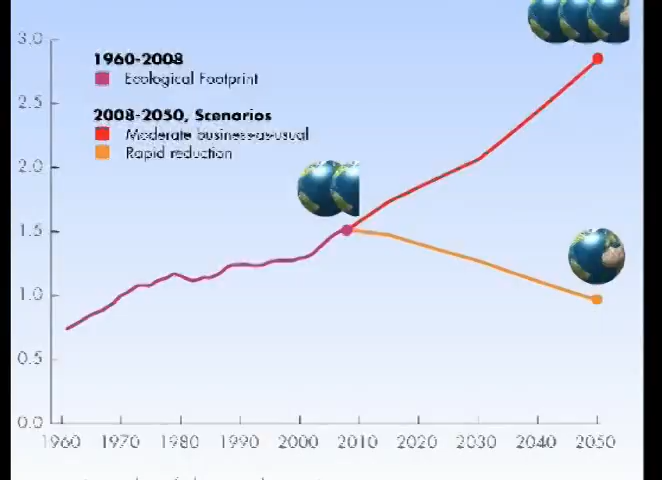 3.0
1960-2008
Ecological Footprint
2.5
2008-2050, Scenarios
Moderate business-as-usual
Rapid reduction
2.0
1.5
1.0
0.5
0.0
1960 1970 1980 1990 2000 2010 2020 2030 2040 2050